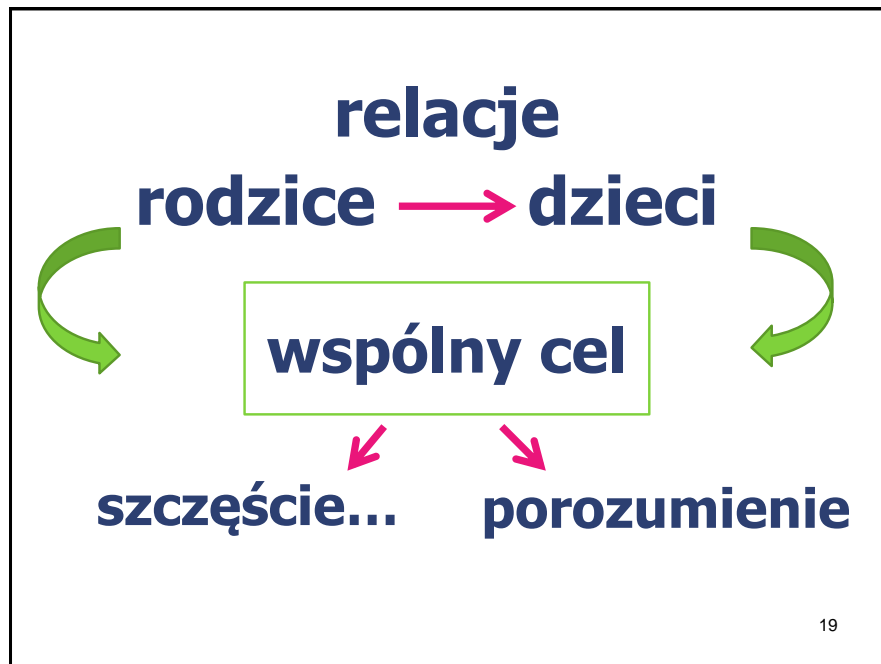 relacje
rodzice dzieci
wspólny cel
szczęście... porozumienie
19